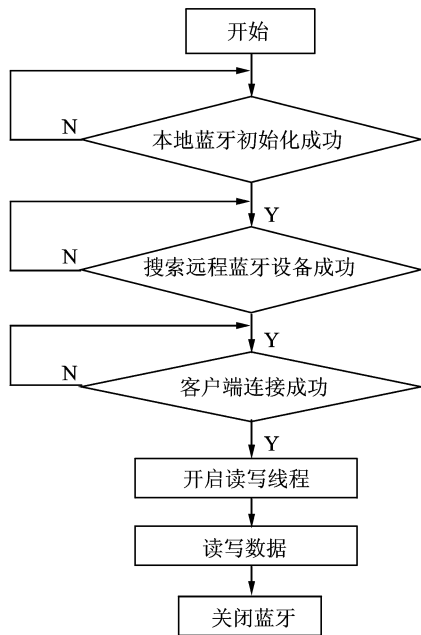 开始
N
本地蓝牙初始化成功
Y
N
搜索远程蓝牙设备成功
Y
N
客户端连接成功
Y
开启读写线程
读写数据
关闭蓝牙